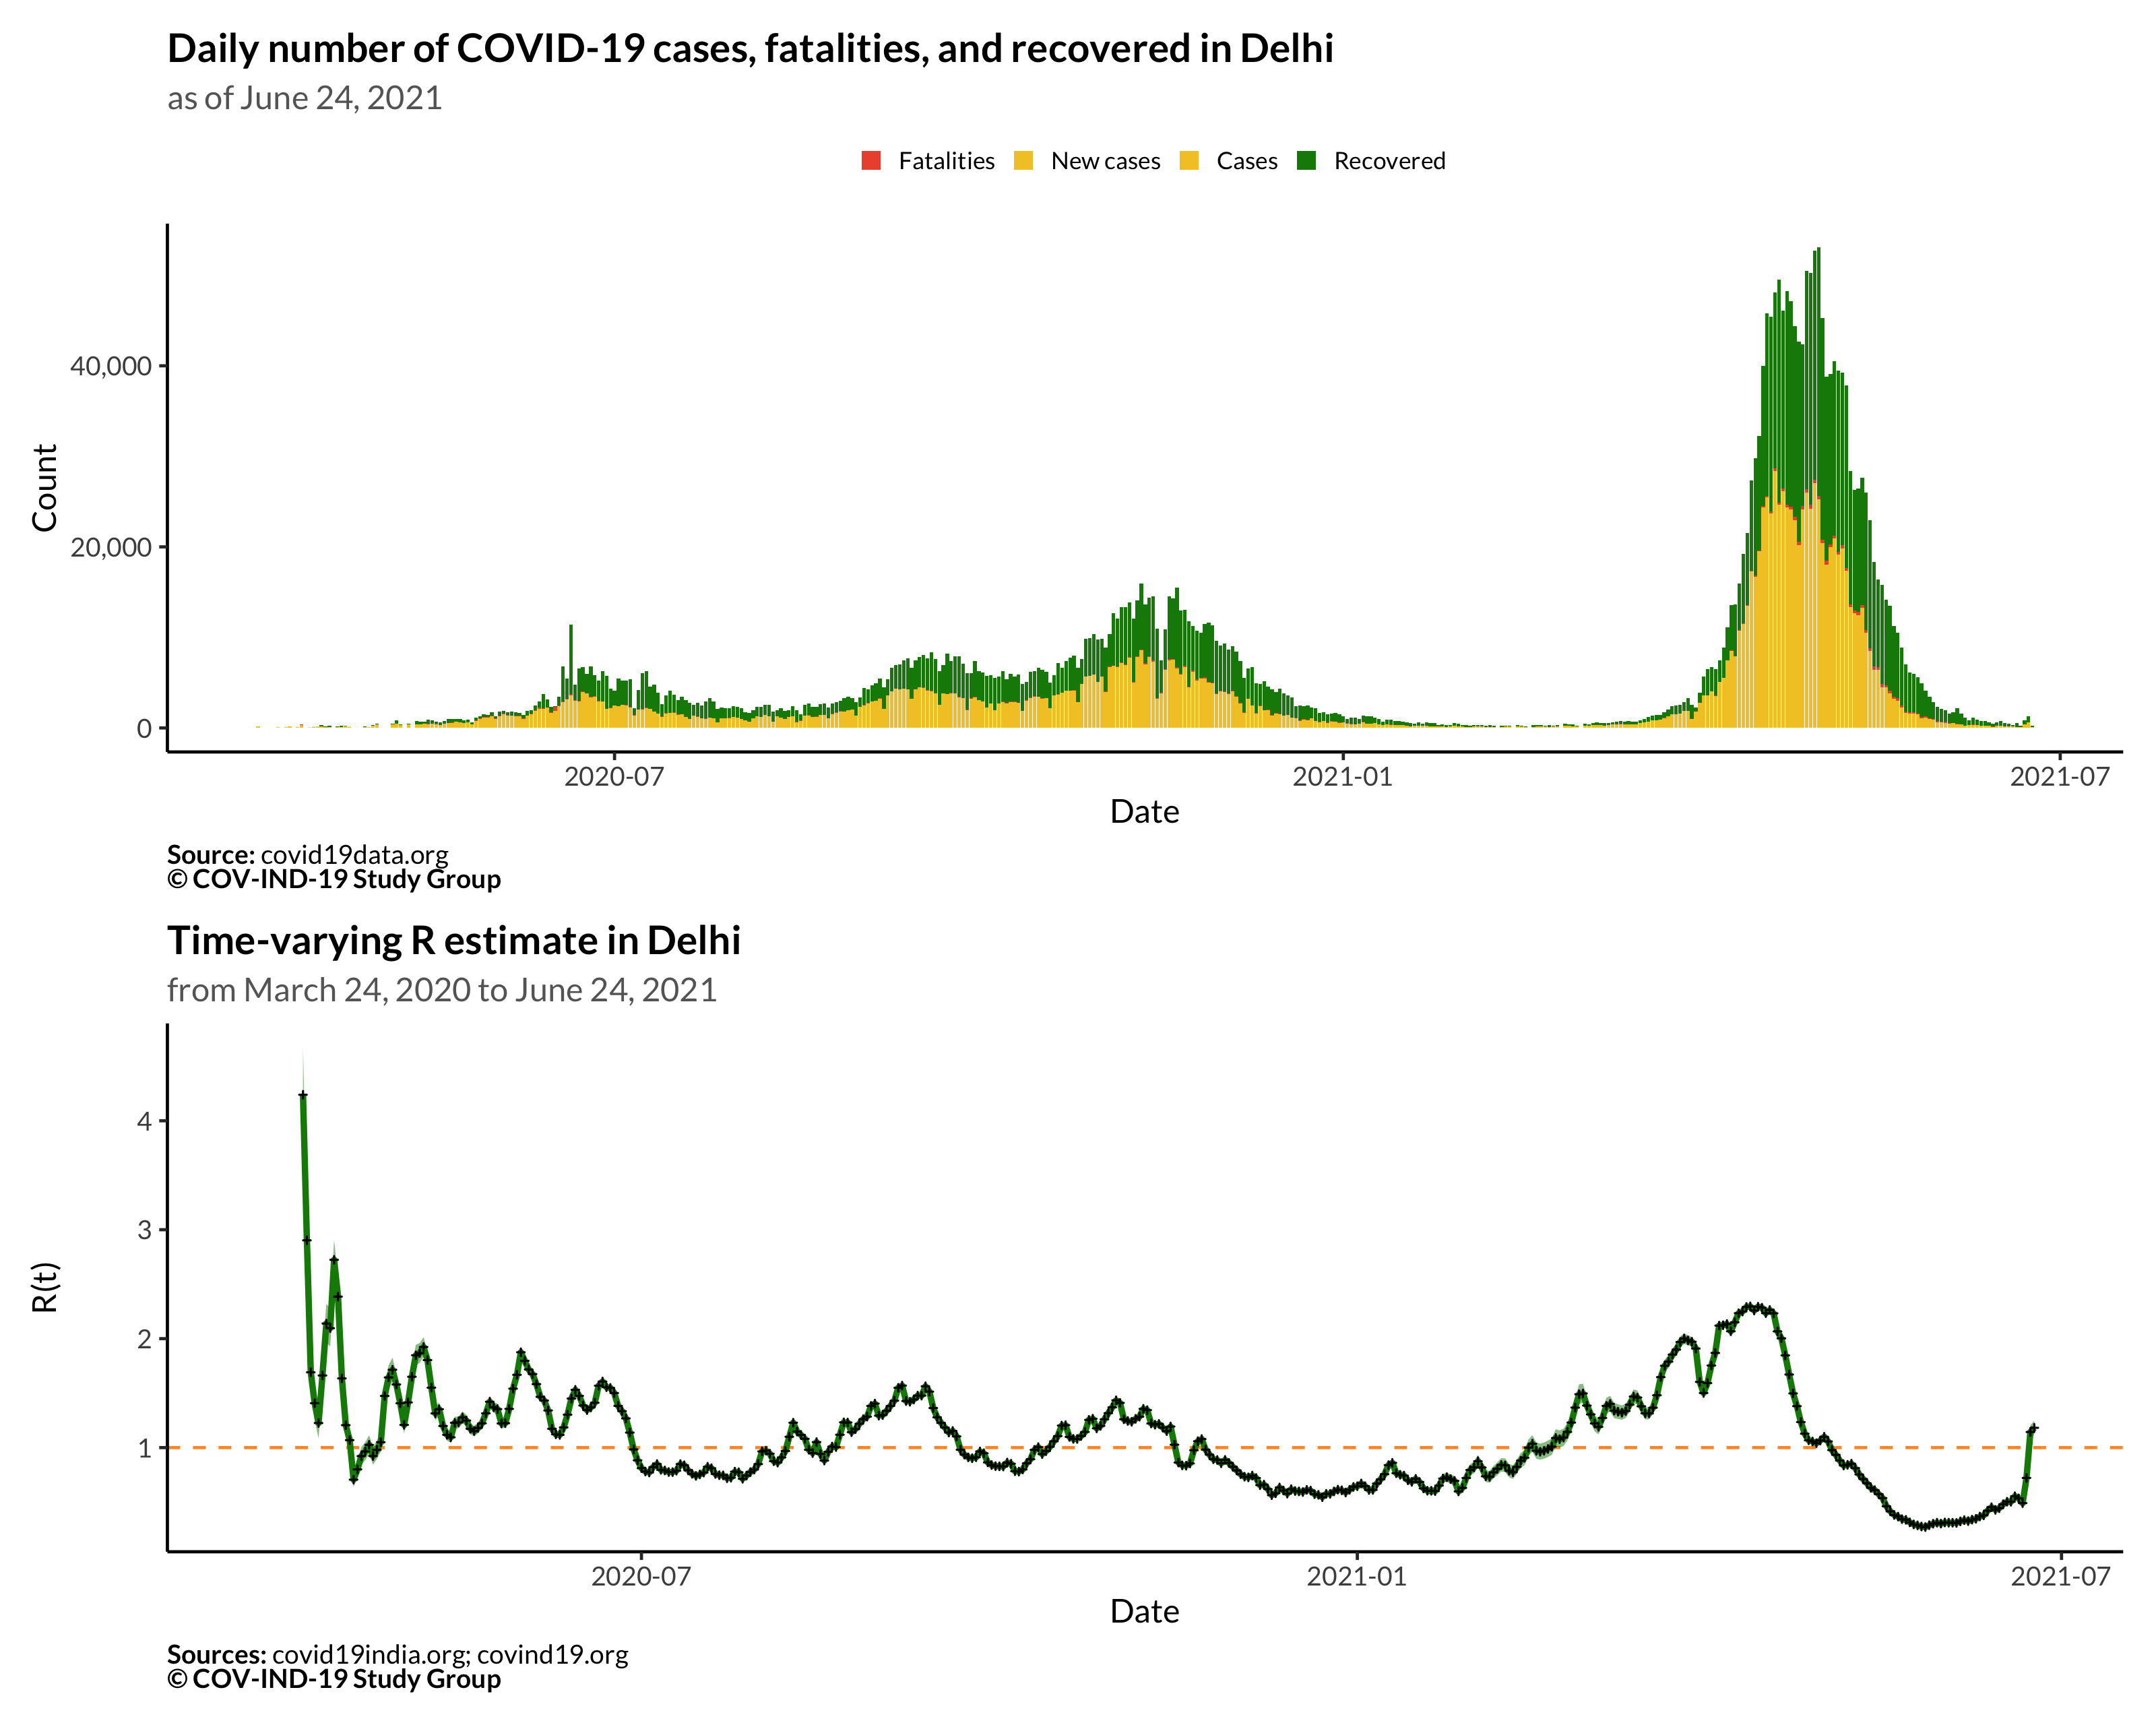 Daily number of COVID-19 cases, fatalities, and recovered in Delhi
as of June 24, 2021
Fatalities New cases Cases Recovered
Count
40,000
20,000
0
2020-07 2021-01 2021-07
Date
Source: covid19data.org
© COV-IND-19 Study Group
Time-varying R estimate in Delhi
from March 24, 2020 to June 24, 2021
R(t)
4
3
2
1
2020-07 2021-01 2021-07
Date
Sources: covid19india.org; covind19.org
© COV-IND-19 Study Group